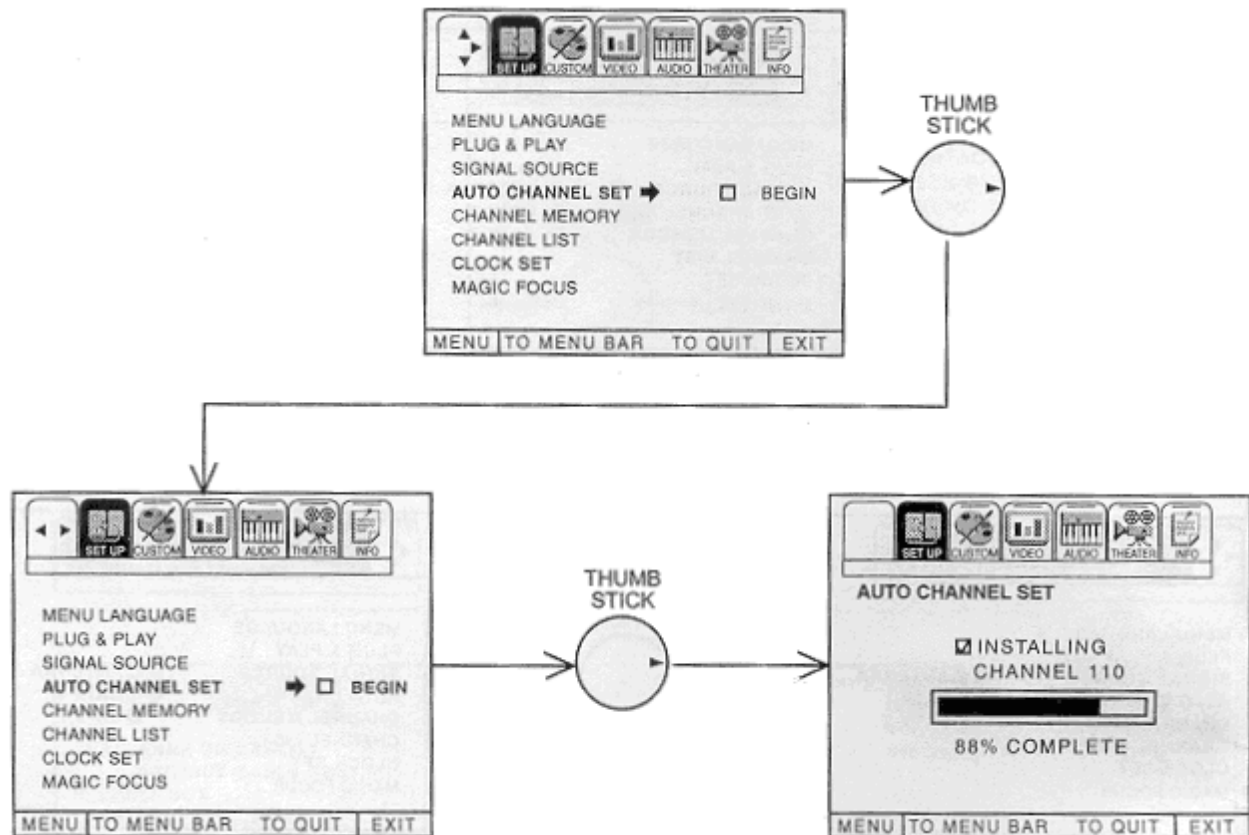 SET UP CUSTOM VIDEO AUDIO THEATER INFO
MENU LANGUAGE
PLUG & PLAY
SIGNAL SOURCE
AUTO CHANNEL SET BEGIN
CHANNEL MEMORY
CHANNEL LIST
CLOCK SET
MAGIC FOCUS
MENU TO MENU BAR TO QUIT EXIT
THUMB
STICK
SET UP CUSTOM VIDEO AUDIO THEATER INFO
MENU LANGUAGE
PLUG & PLAY
SIGNAL SOURCE
AUTO CHANNEL SET BEGIN
CHANNEL MEMORY
CHANNEL LIST
CLOCK SET
MAGIC FOCUS
MENU TO MENU BAR TO QUIT EXIT
THUMB
STICK
SET UP CUSTOM VIDEO AUDIO THEATER INFO
AUTO CHANNEL SET
INSTALLING
CHANNEL 110
88% COMPLETE
MENU TO MENU BAR TO QUIT EXIT